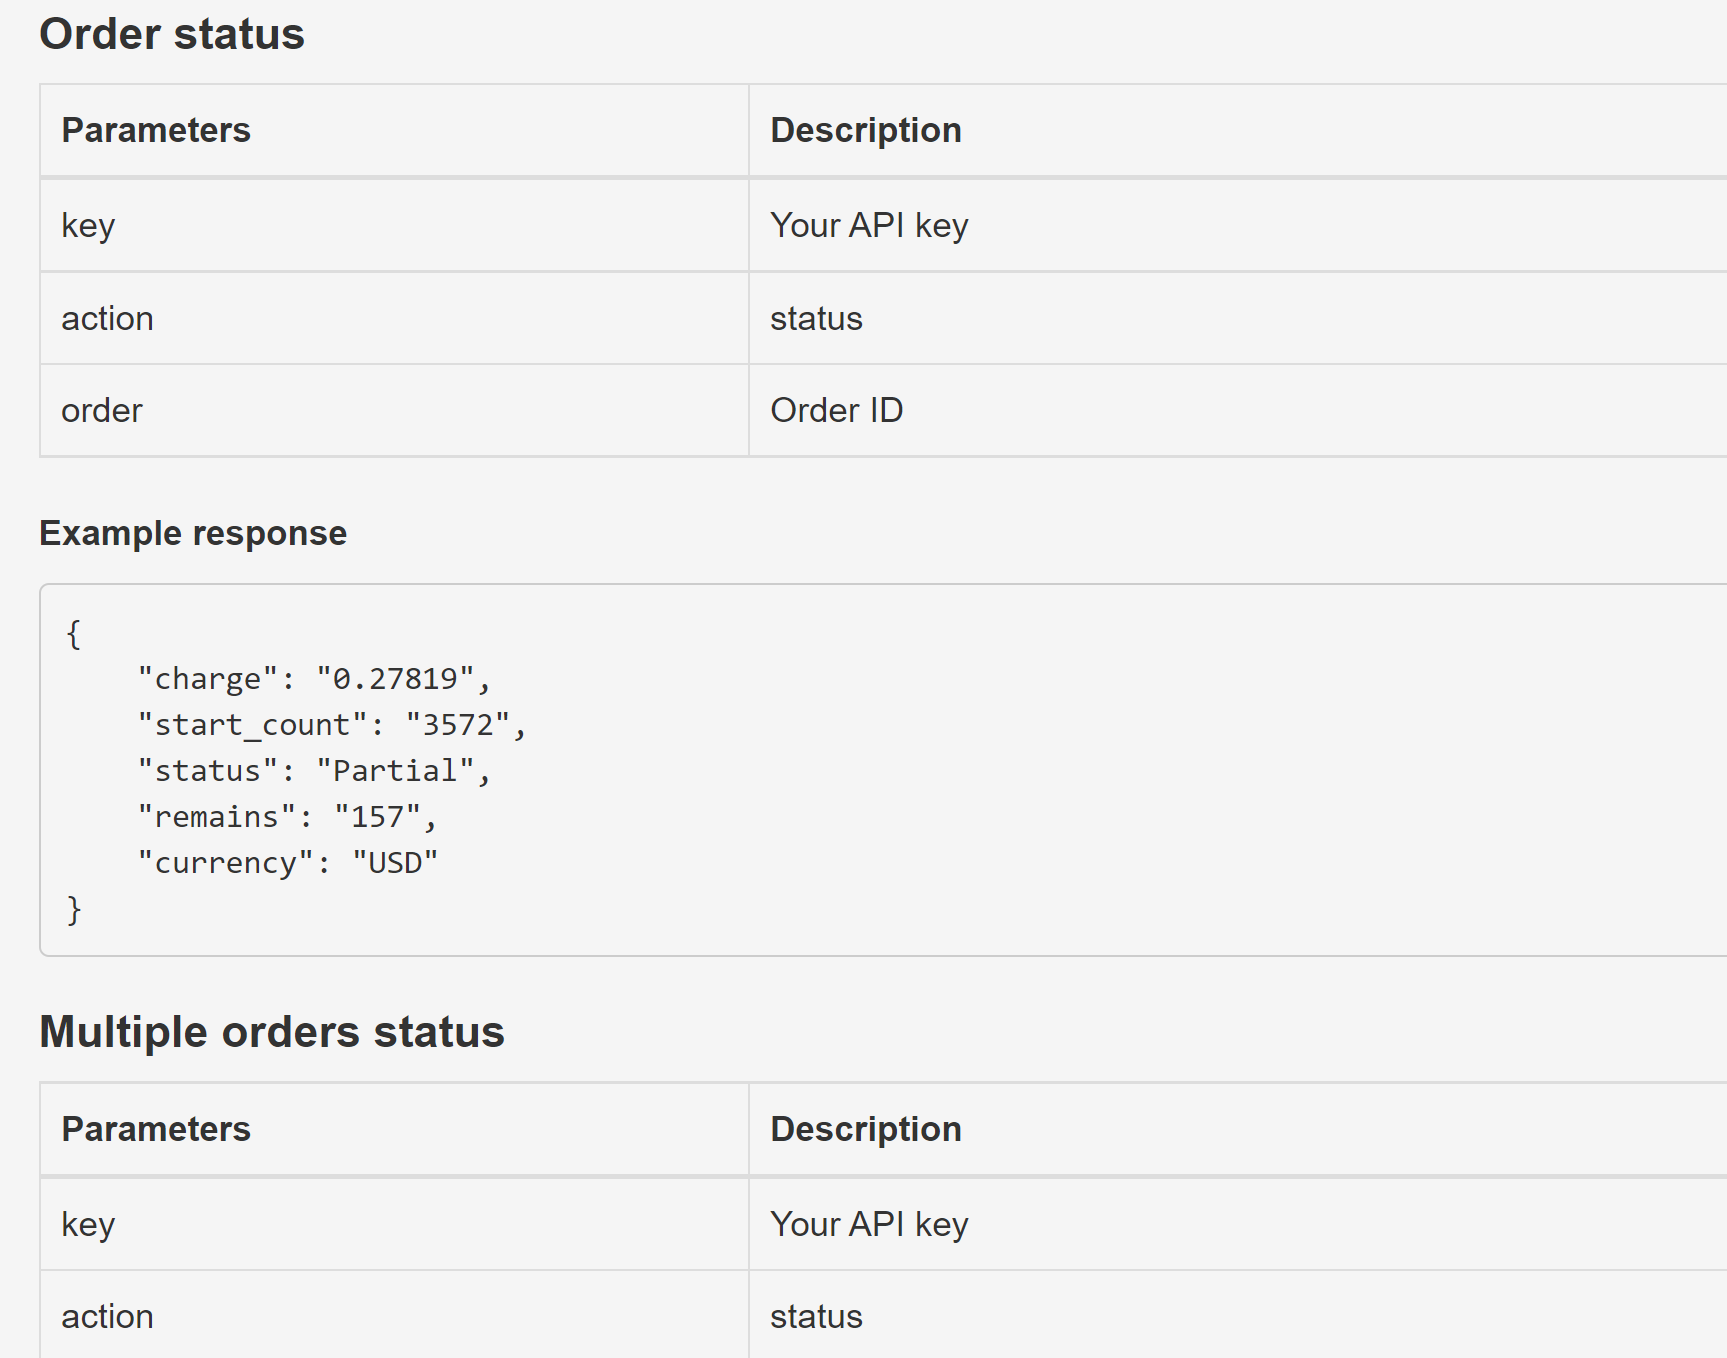 Order status
Parameters Description
key Your API key
action status
order Order ID
Example response
{
    "charge": "0.27819",
    "start_count": "3572",
    "status": "Partial",
    "remains": "157",
    "currency": "USD"
}
Multiple orders status
Parameters Description
key Your API key
action status